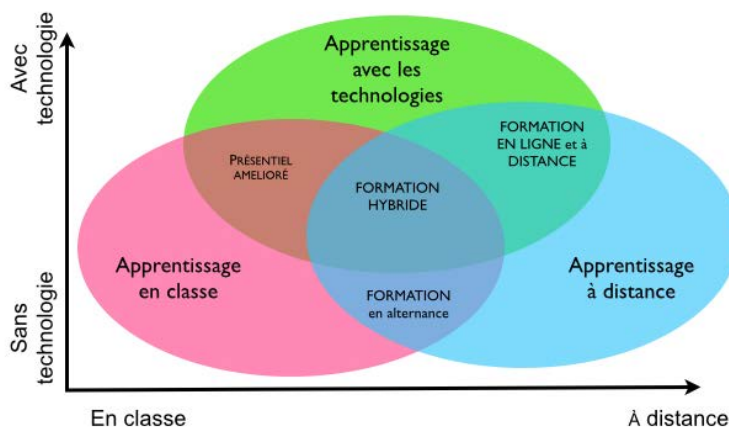 Avec
technologie
Sans
technologie
Apprentissage
avec les
technologies
FORMATION
EN LIGNE et à
DISTANCE
PRÉSENTIEL
AMELIORÉ
FORMATION
HYBRIDE
Apprentissage
en classe
Apprentissage
à distance
FORMATION
en alternance
En classe
À distance